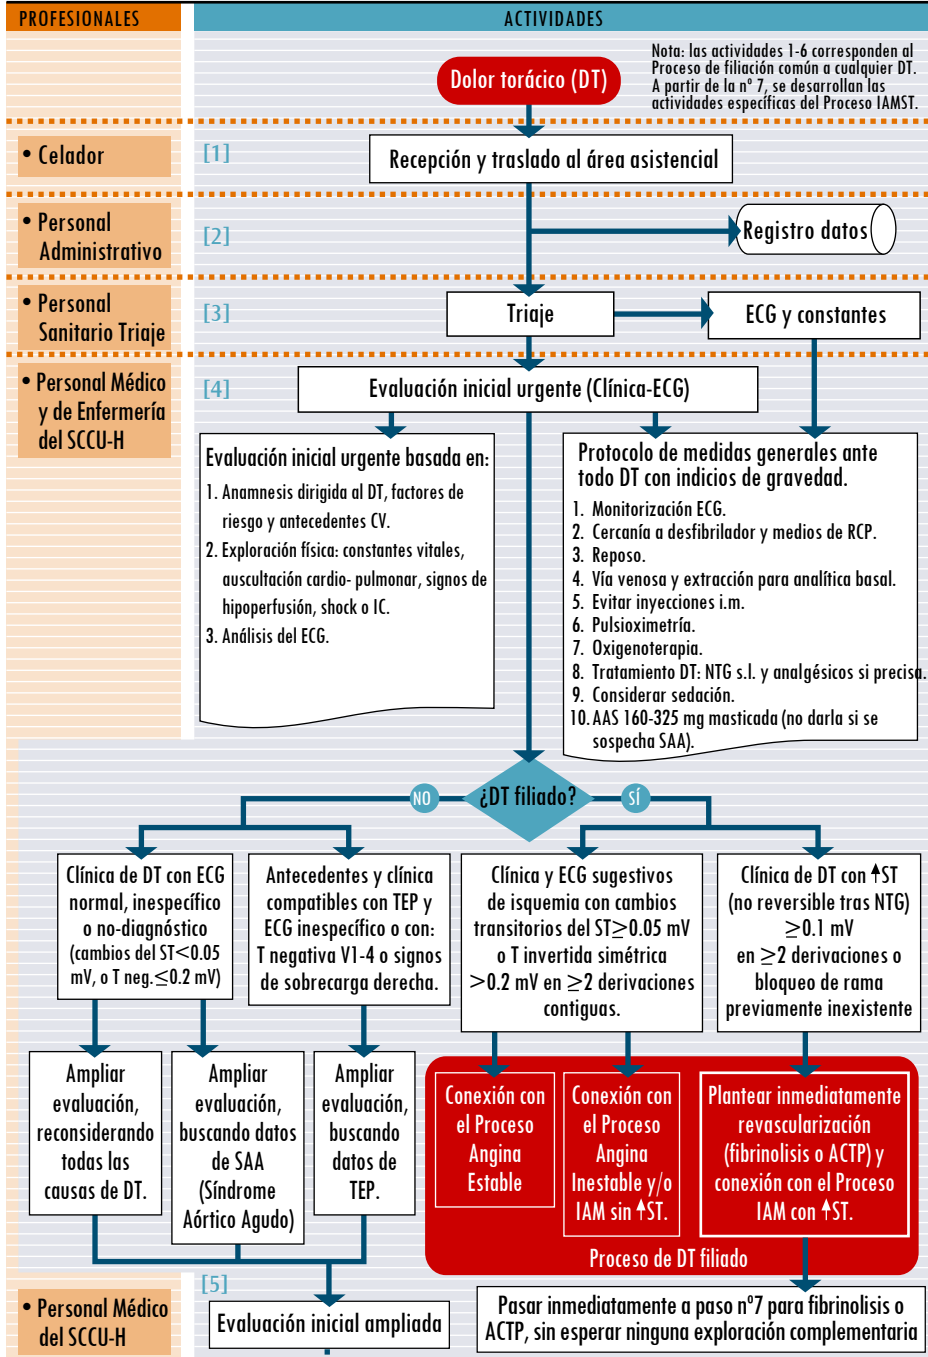 PROFESIONALES
ACTIVIDADES
Dolor torácico (DT)
Nota: las actividades 1-6 corresponden al
Proceso de filiación común a cualquier DT.
A partir de la nº 7, se desarrollan las
actividades específicas del Proceso IAMST.
• Celador
[1]
Recepción y traslado al área asistencial
• Personal
Administrativo
[2]
Registro datos
• Personal
Sanitario Triaje
[3]
Triaje
ECG y constantes
• Personal Médico
y de Enfermería
del SCCU-H
[4]
Evaluación inicial urgente (Clínica-ECG)
Evaluación inicial urgente basada en:
1. Anamnesis dirigida al DT, factores de
riesgo y antecedentes CV.
2. Exploración física: constantes vitales,
auscultación cardio- pulmonar, signos de
hipoperfusión, shock o IC.
3. Análisis del ECG.
Protocolo de medidas generales ante
todo DT con indicios de gravedad.
1. Monitorización ECG.
2. Cercanía a desfibrilador y medios de RCP.
3. Reposo.
4. Vía venosa y extracción para analítica basal.
5. Evitar inyecciones i.m.
6. Pulsioximetría.
7. Oxigenoterapia.
8. Tratamiento DT: NTG s.l. y analgésicos si precisa.
9. Considerar sedación.
10. AAS 160-325 mg masticada (no darla si se
sospecha SAA).
¿DT filiado?
NO
SÍ
Clínica de DT con ECG
normal, inespecífico
o no-diagnóstico
(cambios del ST<0.05
mV, o T neg.≤0.2 mV)
Antecedentes y clínica
compatibles con TEP y
ECG inespecífico o con:
T negativa V1-4 o signos
de sobrecarga derecha.
Clínica y ECG sugestivos
de isquemia con cambios
transitorios del ST≥0.05 mV
o T invertida simétrica
>0.2 mV en ≥2 derivaciones
contiguas.
Clínica de DT con ↑ST
(no reversible tras NTG)
≥0.1 mV
en ≥2 derivaciones o
bloqueo de rama
previamente inexistente
Ampliar
evaluación,
reconsiderando
todas las
causas de DT.
Ampliar
evaluación,
buscando datos
de SAA
(Síndrome
Aórtico Agudo)
Ampliar
evaluación,
buscando
datos de
TEP.
Conexión con
el Proceso
Angina
Estable
Conexión con
el Proceso
Angina
Inestable y/o
IAM sin ↑ST.
Plantear inmediatamente
revascularización
(fibrinolisis o ACTP) y
conexión con el Proceso
IAM con ↑ST.
Proceso de DT filiado
• Personal Médico
del SCCU-H
[5]
Evaluación inicial ampliada
Pasar inmediatamente a paso nº7 para fibrinolisis o
ACTP, sin esperar ninguna exploración complementaria